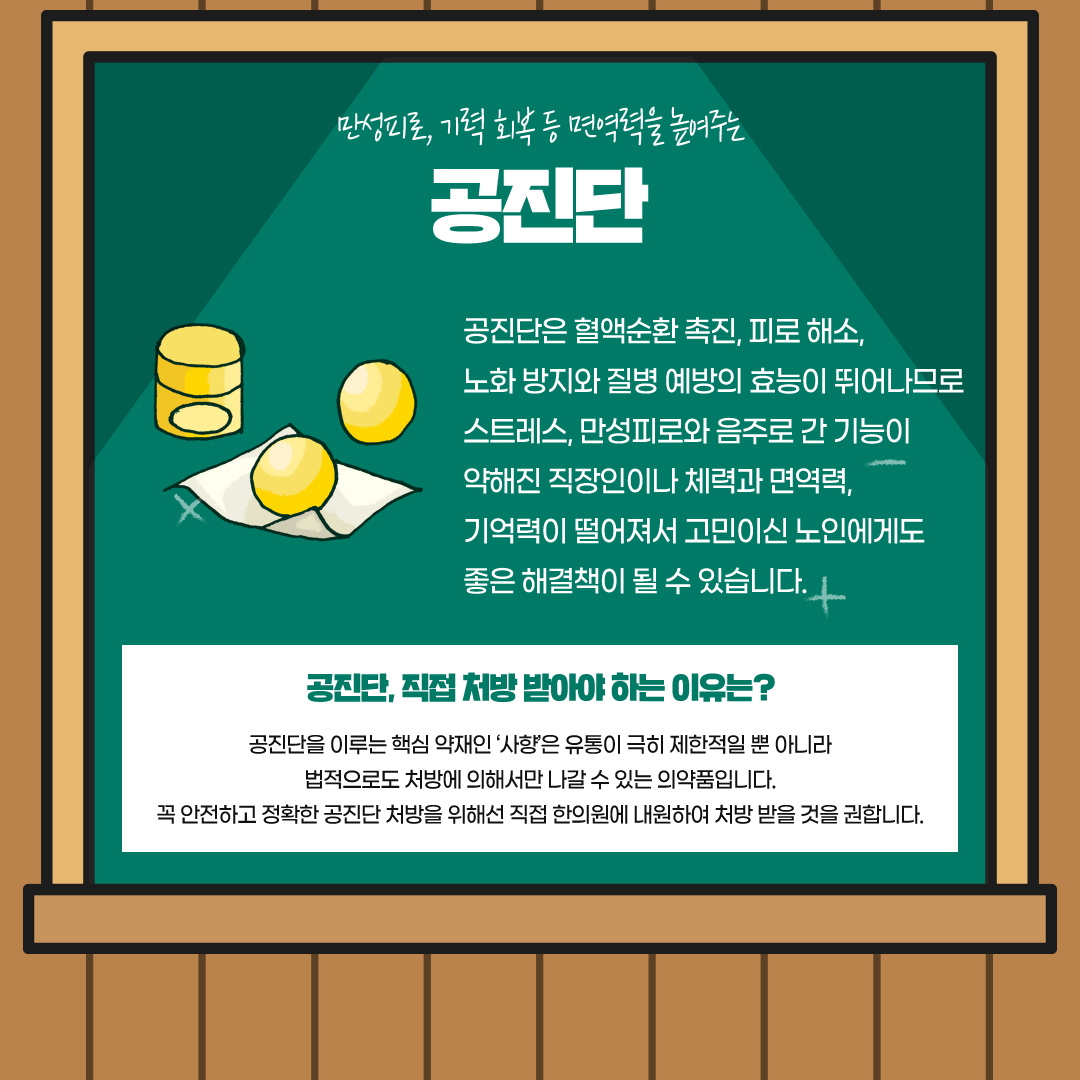 만성피로, 기력 회복 등 면역력을 높여주는
공진단
공진단은 혈액순환 촉진, 피로 해소,
노화 방지와 질병 예방의 효능이 뛰어나므로
스트레스, 만성피로와 음주로 간 기능이
약해진 직장인이나 체력과 면역력,
기억력이 떨어져서 고민이신 노인에게도
좋은 해결책이 될 수 있습니다.
공진단, 직접 처방 받아야 하는 이유는?
공진단을 이루는 핵심 약재인 ‘사향’은 유통이 극히 제한적일 뿐 아니라
법적으로도 처방에 의해서만 나갈 수 있는 의약품입니다.
꼭 안전하고 정확한 공진단 처방을 위해선 직접 한의원에 내원하여 처방 받을 것을 권합니다.